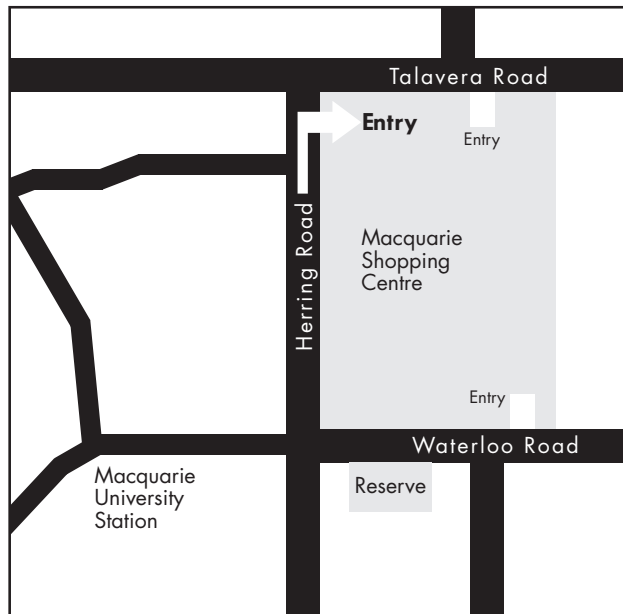 Talavera Road
Entry
Entry
Herring Road
Macquarie
Shopping
Centre
Entry
Waterloo Road
Macquarie
University
Station
Reserve